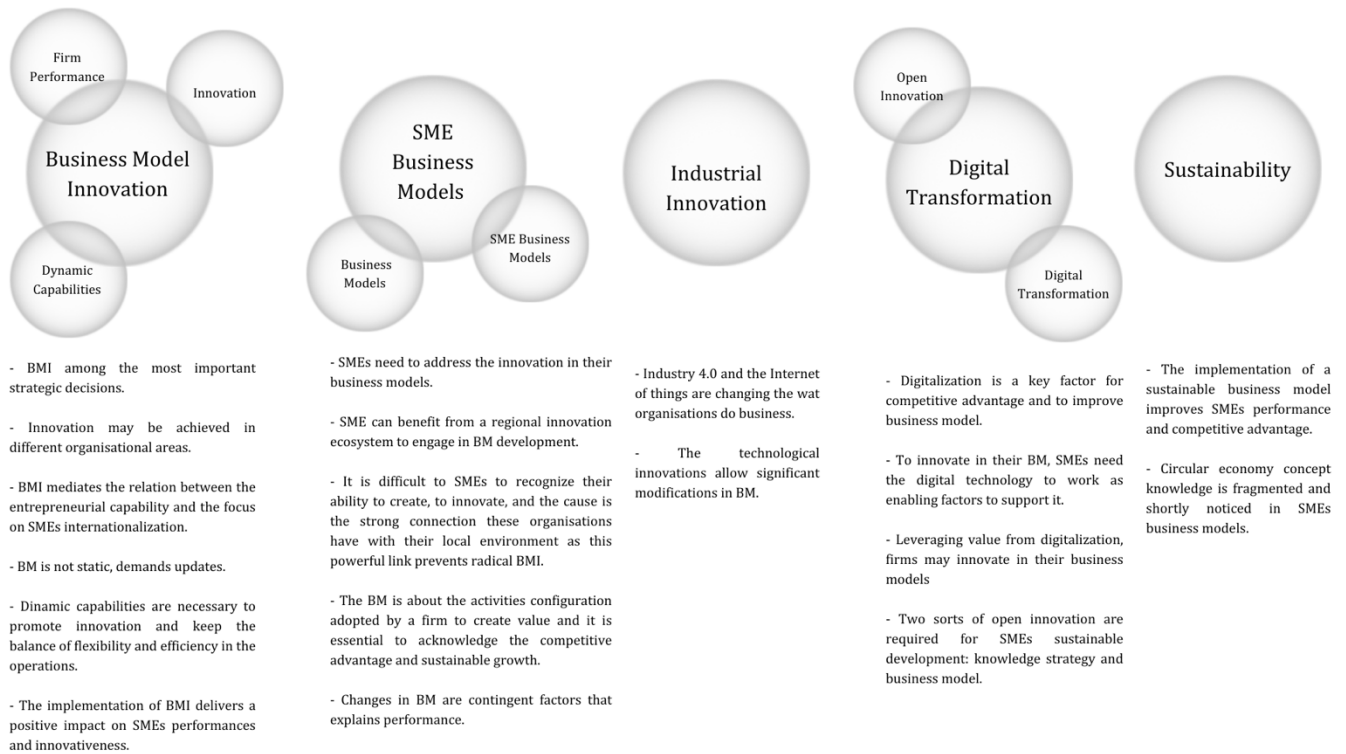 Firm
Performance
Innovation
Business Model
Innovation
Dynamic
Capabilities
- BMI among the most important
strategic decisions.
- Innovation may be achieved in
different organisational areas.
- BMI mediates the relation between the
entrepreneurial capability and the focus
on SMEs internationalization.
- BM is not static, demands updates.
- Dinamic capabilities are necessary to
promote innovation and keep the
balance of flexibility and efficiency in the
operations.
- The implementation of BMI delivers a
positive impact on SMEs performances
and innovativeness.
SME
Business
Models
Business
Models
SME Business
Models
- SMEs need to address the innovation in their
business models.
- SME can benefit from a regional innovation
ecosystem to engage in BM development.
- It is difficult to SMEs to recognize their
ability to create, to innovate, and the cause is
the strong connection these organisations
have with their local environment as this
powerful link prevents radical BMI.
- The BM is about the activities configuration
adopted by a firm to create value and it is
essential to acknowledge the competitive
advantage and sustainable growth.
- Changes in BM are contingent factors that
explains performance.
Industrial
Innovation
- Industry 4.0 and the Internet
of things are changing the wat
organisations do business.
- The technological
innovations allow significant
modifications in BM.
Open
Innovation
Digital
Transformation
Digital
Transformation
- Digitalization is a key factor for
competitive advantage and to improve
business model.
- To innovate in their BM, SMEs need
the digital technology to work as
enabling factors to support it.
- Leveraging value from digitalization,
firms may innovate in their business
models
- Two sorts of open innovation are
required for SMEs sustainable
development: knowledge strategy and
business model.
Sustainability
- The implementation of a
sustainable business model
improves SMEs performance
and competitive advantage.
- Circular economy concept
knowledge is fragmented and
shortly noticed in SMEs
business models.